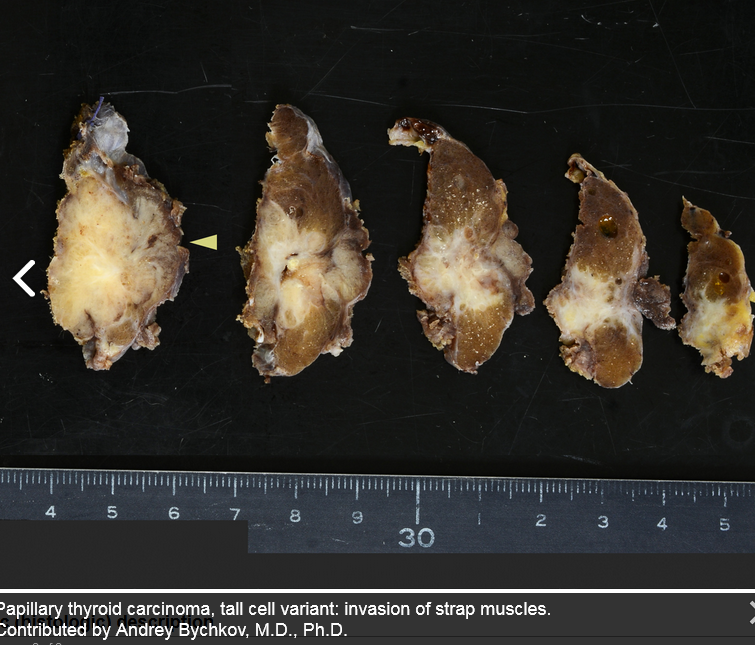 4 5 6 7 8 9 30 1 2 3 4 5
Papillary thyroid carcinoma, tall cell variant: invasion of strap muscles.
Contributed by Andrey Bychkov, M.D., Ph.D.